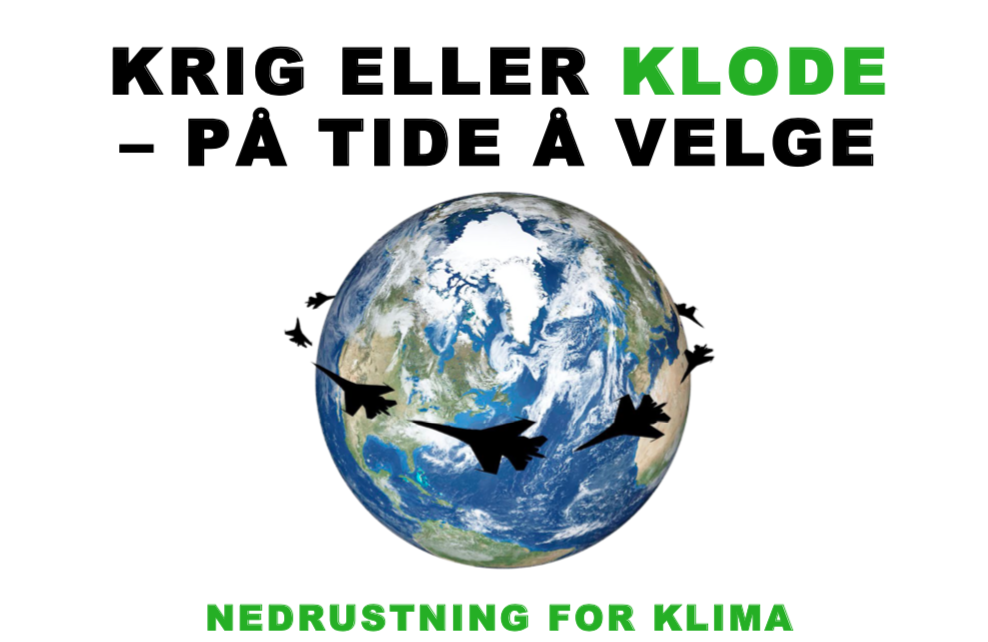 KRIG ELLER KLODE
– PÅ TIDE Å VELGE
NEDRUSTNING FOR KLIMA